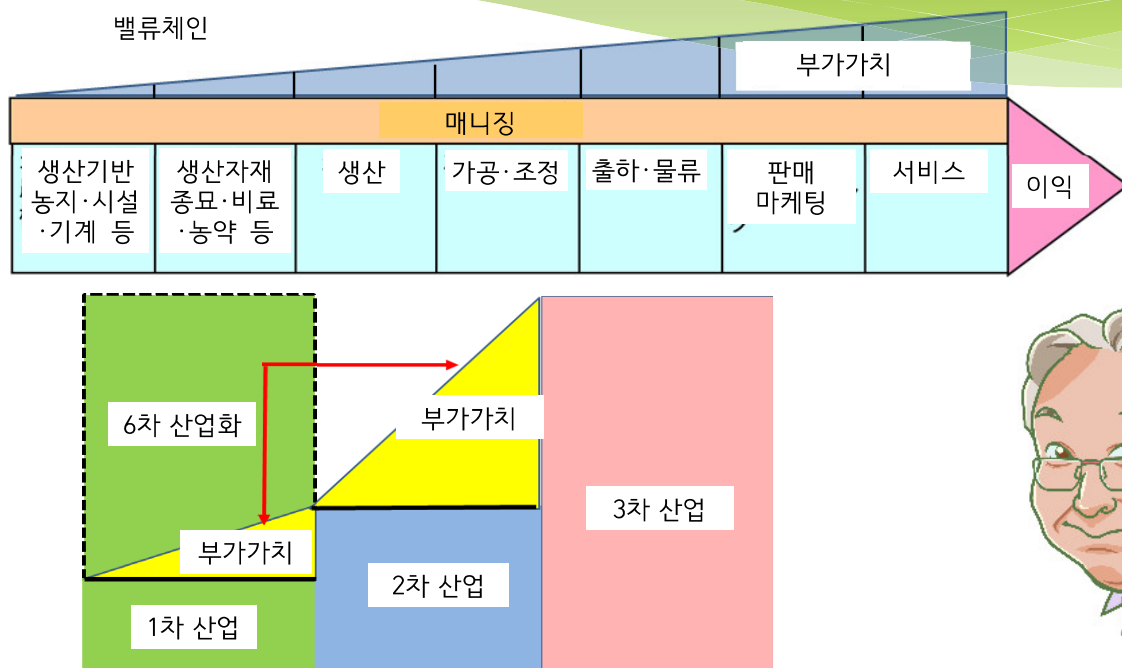 밸류체인
부가가치
매니징
생산기반
농지·시설
·기계 등
생산자재
종묘·비료
·농약 등
생산
가공·조정
출하·물류
판매
마케팅
서비스
이익
6차 산업화
부가가치
부가가치
1차 산업
2차 산업
3차 산업